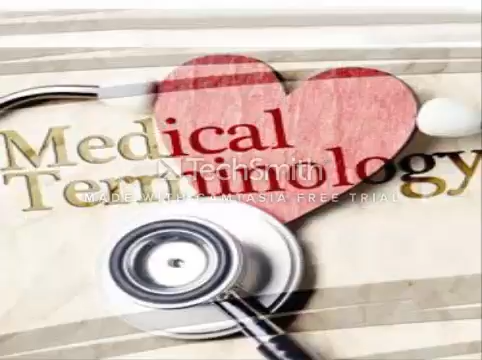 Medical
Terminology
TechSmith
MADE WITH CAMTASIA FREE TRIAL